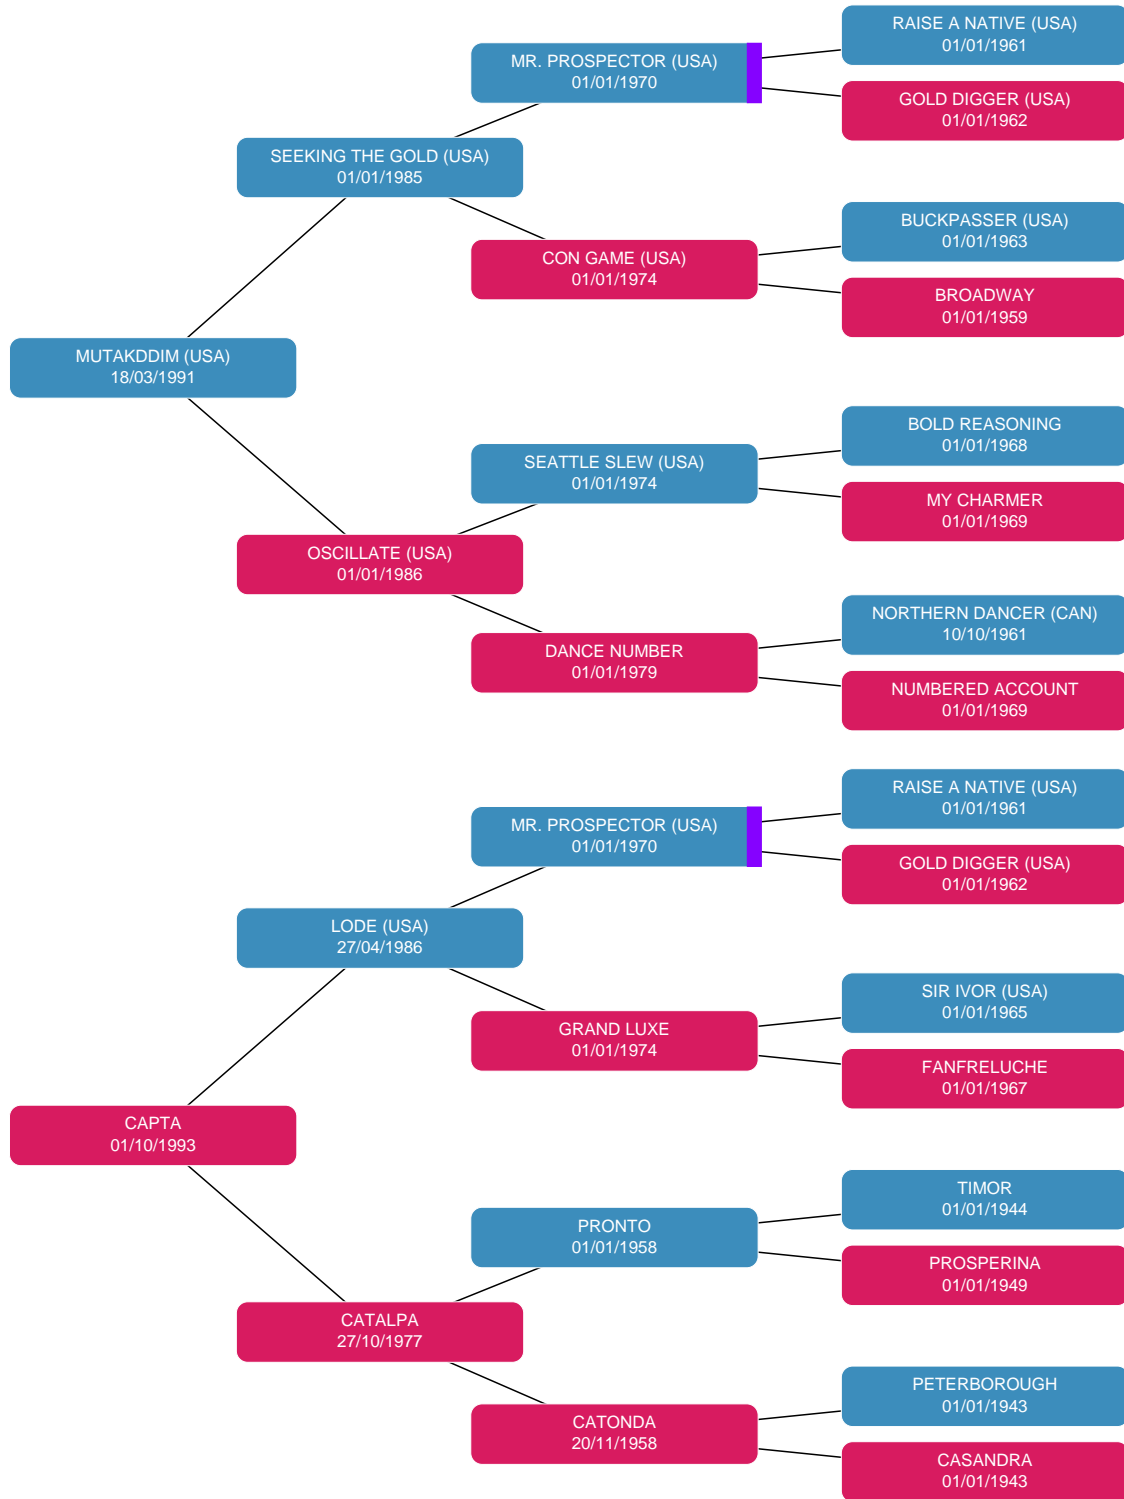 RAISE A NATIVE (USA)
01/01/1961
MR. PROSPECTOR (USA)
01/01/1970
GOLD DIGGER (USA)
01/01/1962
SEEKING THE GOLD (USA)
01/01/1985
BUCKPASSER (USA)
01/01/1963
CON GAME (USA)
01/01/1974
BROADWAY
01/01/1959
MUTAKDDIM (USA)
18/03/1991
BOLD REASONING
01/01/1968
SEATTLE SLEW (USA)
01/01/1974
MY CHARMER
01/01/1969
OSCILLATE (USA)
01/01/1986
NORTHERN DANCER (CAN)
10/10/1961
DANCE NUMBER
01/01/1979
NUMBERED ACCOUNT
01/01/1969
RAISE A NATIVE (USA)
01/01/1961
MR. PROSPECTOR (USA)
01/01/1970
GOLD DIGGER (USA)
01/01/1962
LODE (USA)
27/04/1986
SIR IVOR (USA)
01/01/1965
GRAND LUXE
01/01/1974
FANFRELUCHE
01/01/1967
CAPTA
01/10/1993
TIMOR
01/01/1944
PRONTO
01/01/1958
PROSPERINA
01/01/1949
CATALPA
27/10/1977
PETERBOROUGH
01/01/1943
CATONDA
20/11/1958
CASANDRA
01/01/1943